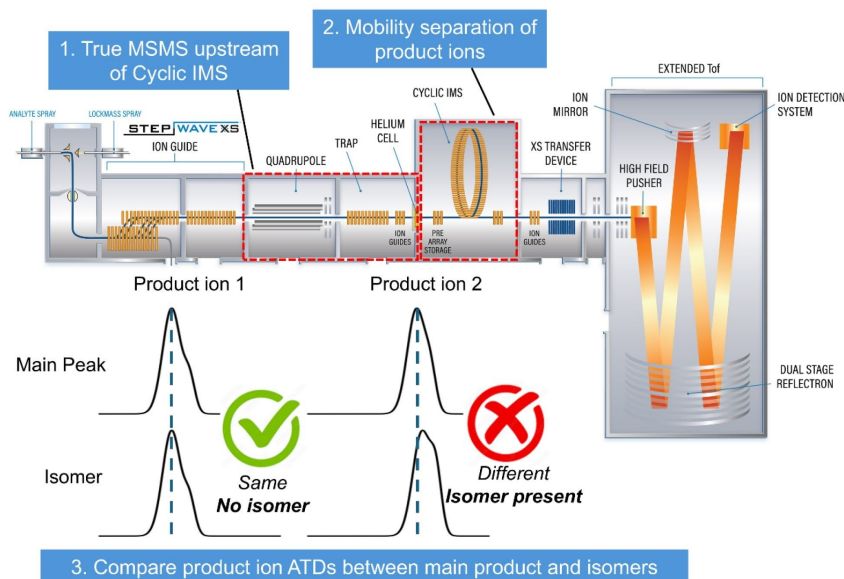 1. True MSMS upstream
of Cyclic IMS
2. Mobility separation of
product ions
ANALYTE SPRAY
LOCKMASS SPRAY
STEPWAVE XS
ION GUIDE
QUADRUPOLE
TRAP
HELIUM
CELL
CYCLIC IMS
XS TRANSFER
DEVICE
EXTENDED Tof
ION
MIRROR
ION DETECTION
SYSTEM
HIGH FIELD
PUSHER
ION
GUIDES
PRE
ARRAY
STORAGE
ION
GUIDES
DUAL STAGE
REFLECTRON
Product ion 1
Product ion 2
Main Peak
Isomer
Same
No isomer
Different
Isomer present
3. Compare product ion ATDs between main product and isomers